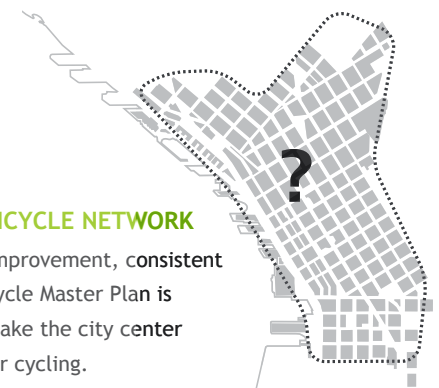 ICYCLE NETWORK
mprovement, consistent
ycle Master Plan is
ake the city center
r cycling.
?